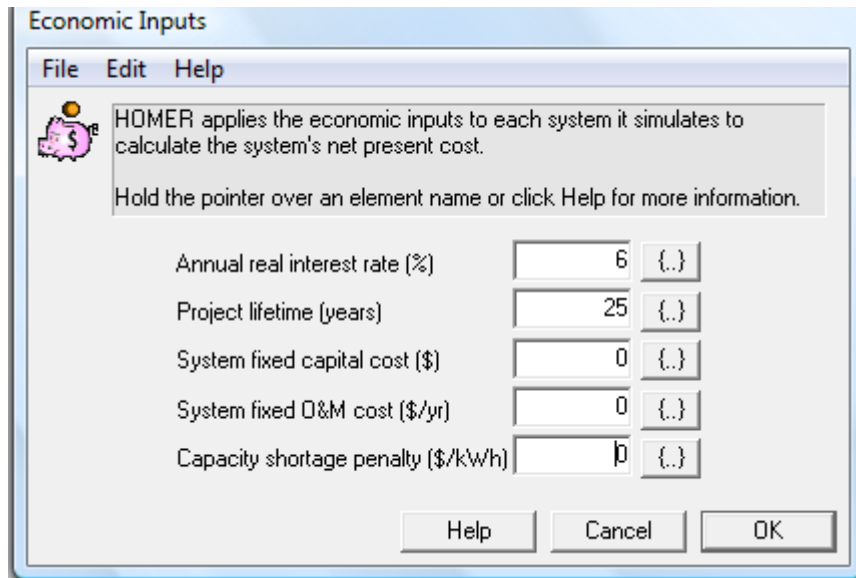 Economic Inputs
File Edit Help
HOMER applies the economic inputs to each system it simulates to
calculate the system's net present cost.
Hold the pointer over an element name or click Help for more information.
Annual real interest rate (%) 6 {..}
Project lifetime (years) 25 {..}
System fixed capital cost ($) 0 {..}
System fixed O&M cost ($/yr) 0 {..}
Capacity shortage penalty ($/kWh) 0 {..}
Help Cancel OK